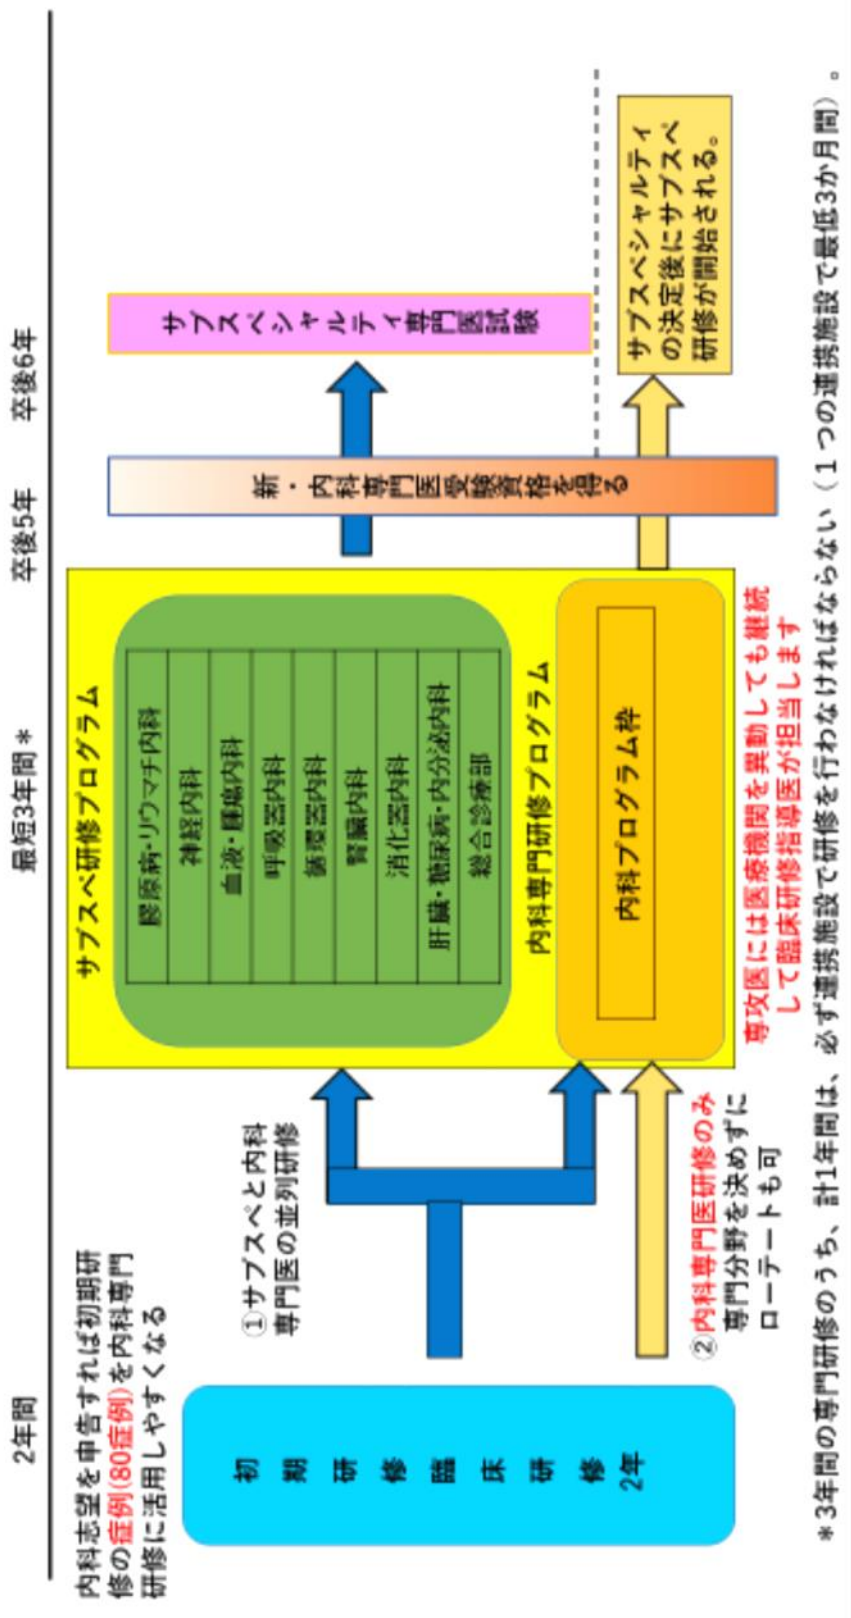 2年間
最短3年間＊
卒後5年
卒後6年
内科志望を申告すれば初期研
修の症例(80症例)を内科専門
研修に活用しやすくなる
初期研修臨床研修2年
①サブスペと内科
専門医の並列研修
②内科専門医研修のみ
専門分野を決めずに
ローテートも可
サブスペ研修プログラム
膠原病・リウマチ内科
神経内科
血液・腫瘍内科
呼吸器内科
循環器内科
腎臓内科
消化器内科
肝臓・糖尿病・内分泌内科
総合診療部
内科専門研修プログラム
内科プログラム枠
専攻医には医療機関を異動しても継続
して臨床研修指導医が担当します
新・内科専門医受験資格を得る
サブスペシャルティ専門医試験
サブスペシャルティ
の決定後にサブスペ
研修が開始される。
＊3年間の専門研修のうち、計1年間は、必ず連携施設で研修を行わなければならない（1つの連携施設で最低3か月間）。